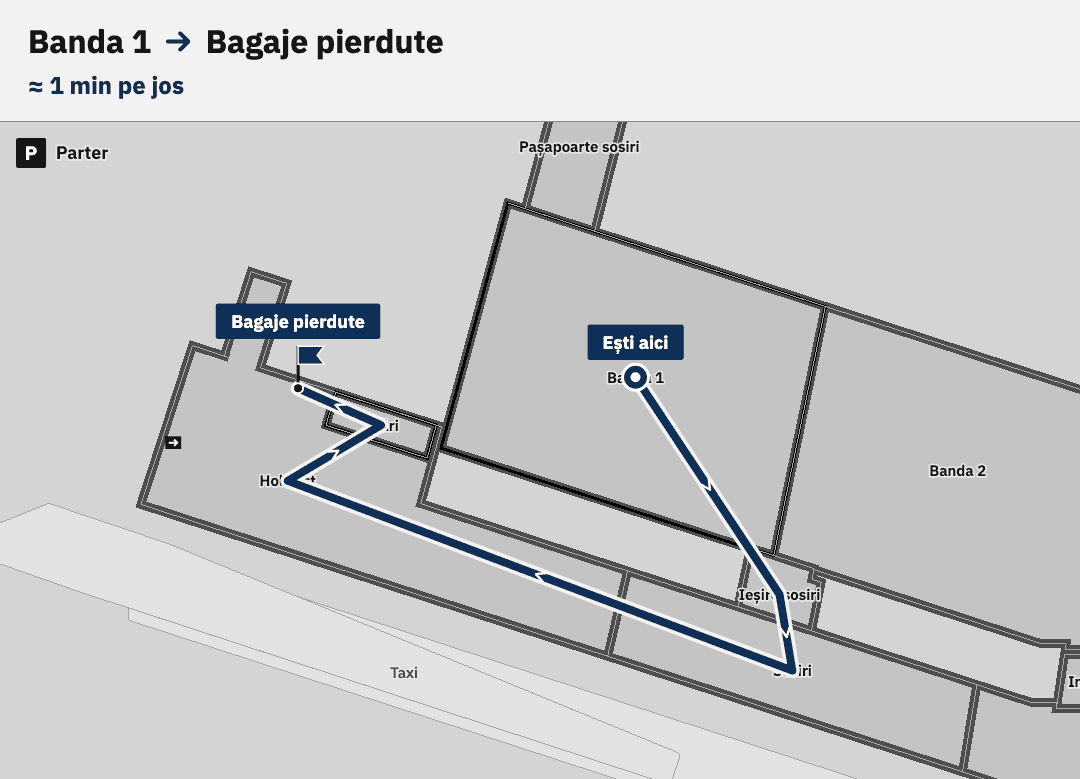 Banda 1 → Bagaje pierdute
≈ 1 min pe jos
P Parter
Pașapoarte sosiri
Bagaje pierdute
Ești aici
Banda 2
Ieșire sosiri
Sosiri
Taxi